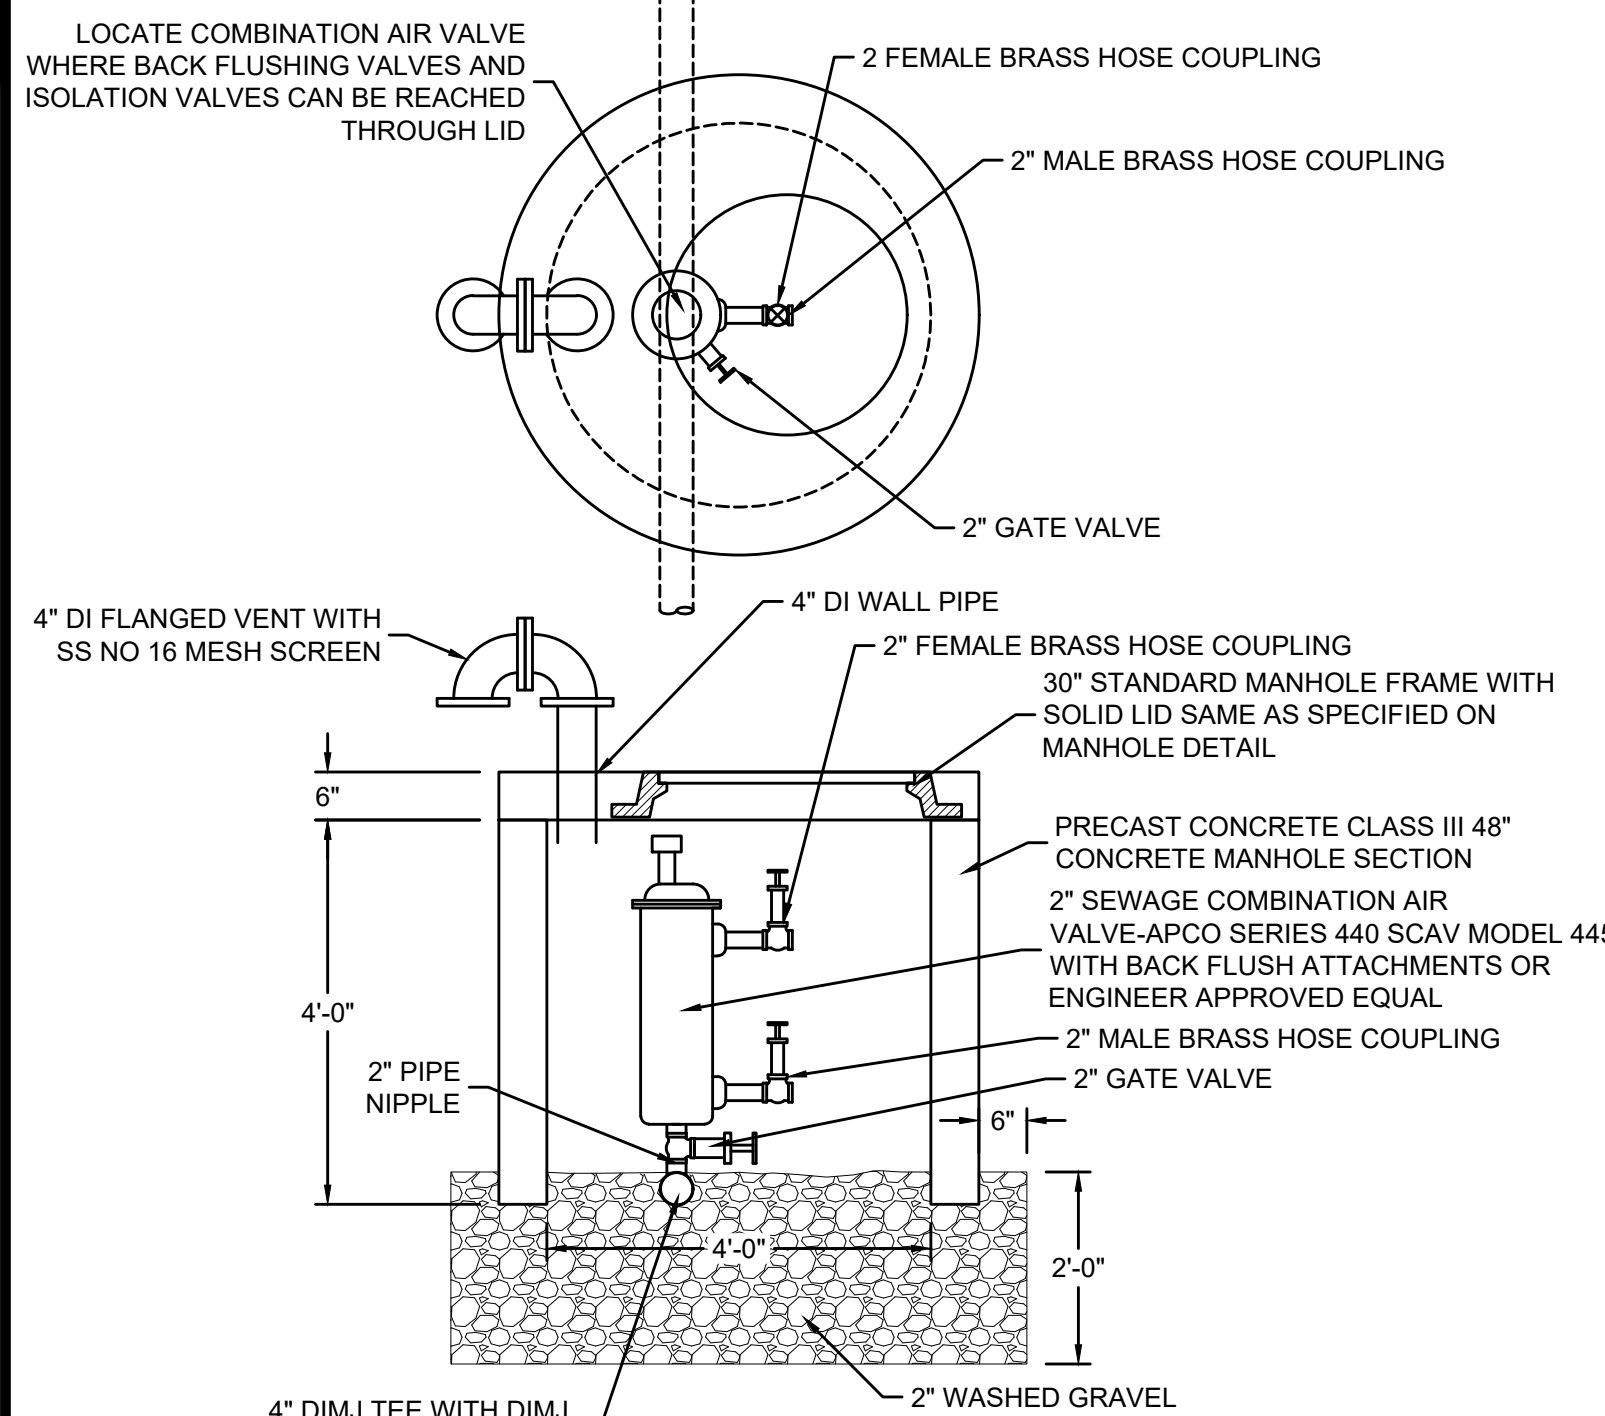 LOCATE COMBINATION AIR VALVE
WHERE BACK FLUSHING VALVES AND
ISOLATION VALVES CAN BE REACHED
THROUGH LID
2 FEMALE BRASS HOSE COUPLING
2" MALE BRASS HOSE COUPLING
2" GATE VALVE
4" DI FLANGED VENT WITH
SS NO 16 MESH SCREEN
4" DI WALL PIPE
2" FEMALE BRASS HOSE COUPLING
30" STANDARD MANHOLE FRAME WITH
SOLID LID SAME AS SPECIFIED ON
MANHOLE DETAIL
6"
PRECAST CONCRETE CLASS III 48"
CONCRETE MANHOLE SECTION
2" SEWAGE COMBINATION AIR
VALVE-APCO SERIES 440 SCAV MODEL 445
WITH BACK FLUSH ATTACHMENTS OR
ENGINEER APPROVED EQUAL
4'-0"
2" MALE BRASS HOSE COUPLING
2" PIPE
NIPPLE
2" GATE VALVE
6"
4'-0"
2'-0"
2" WASHED GRAVEL
4" DIMJ TEE WITH DIMJ